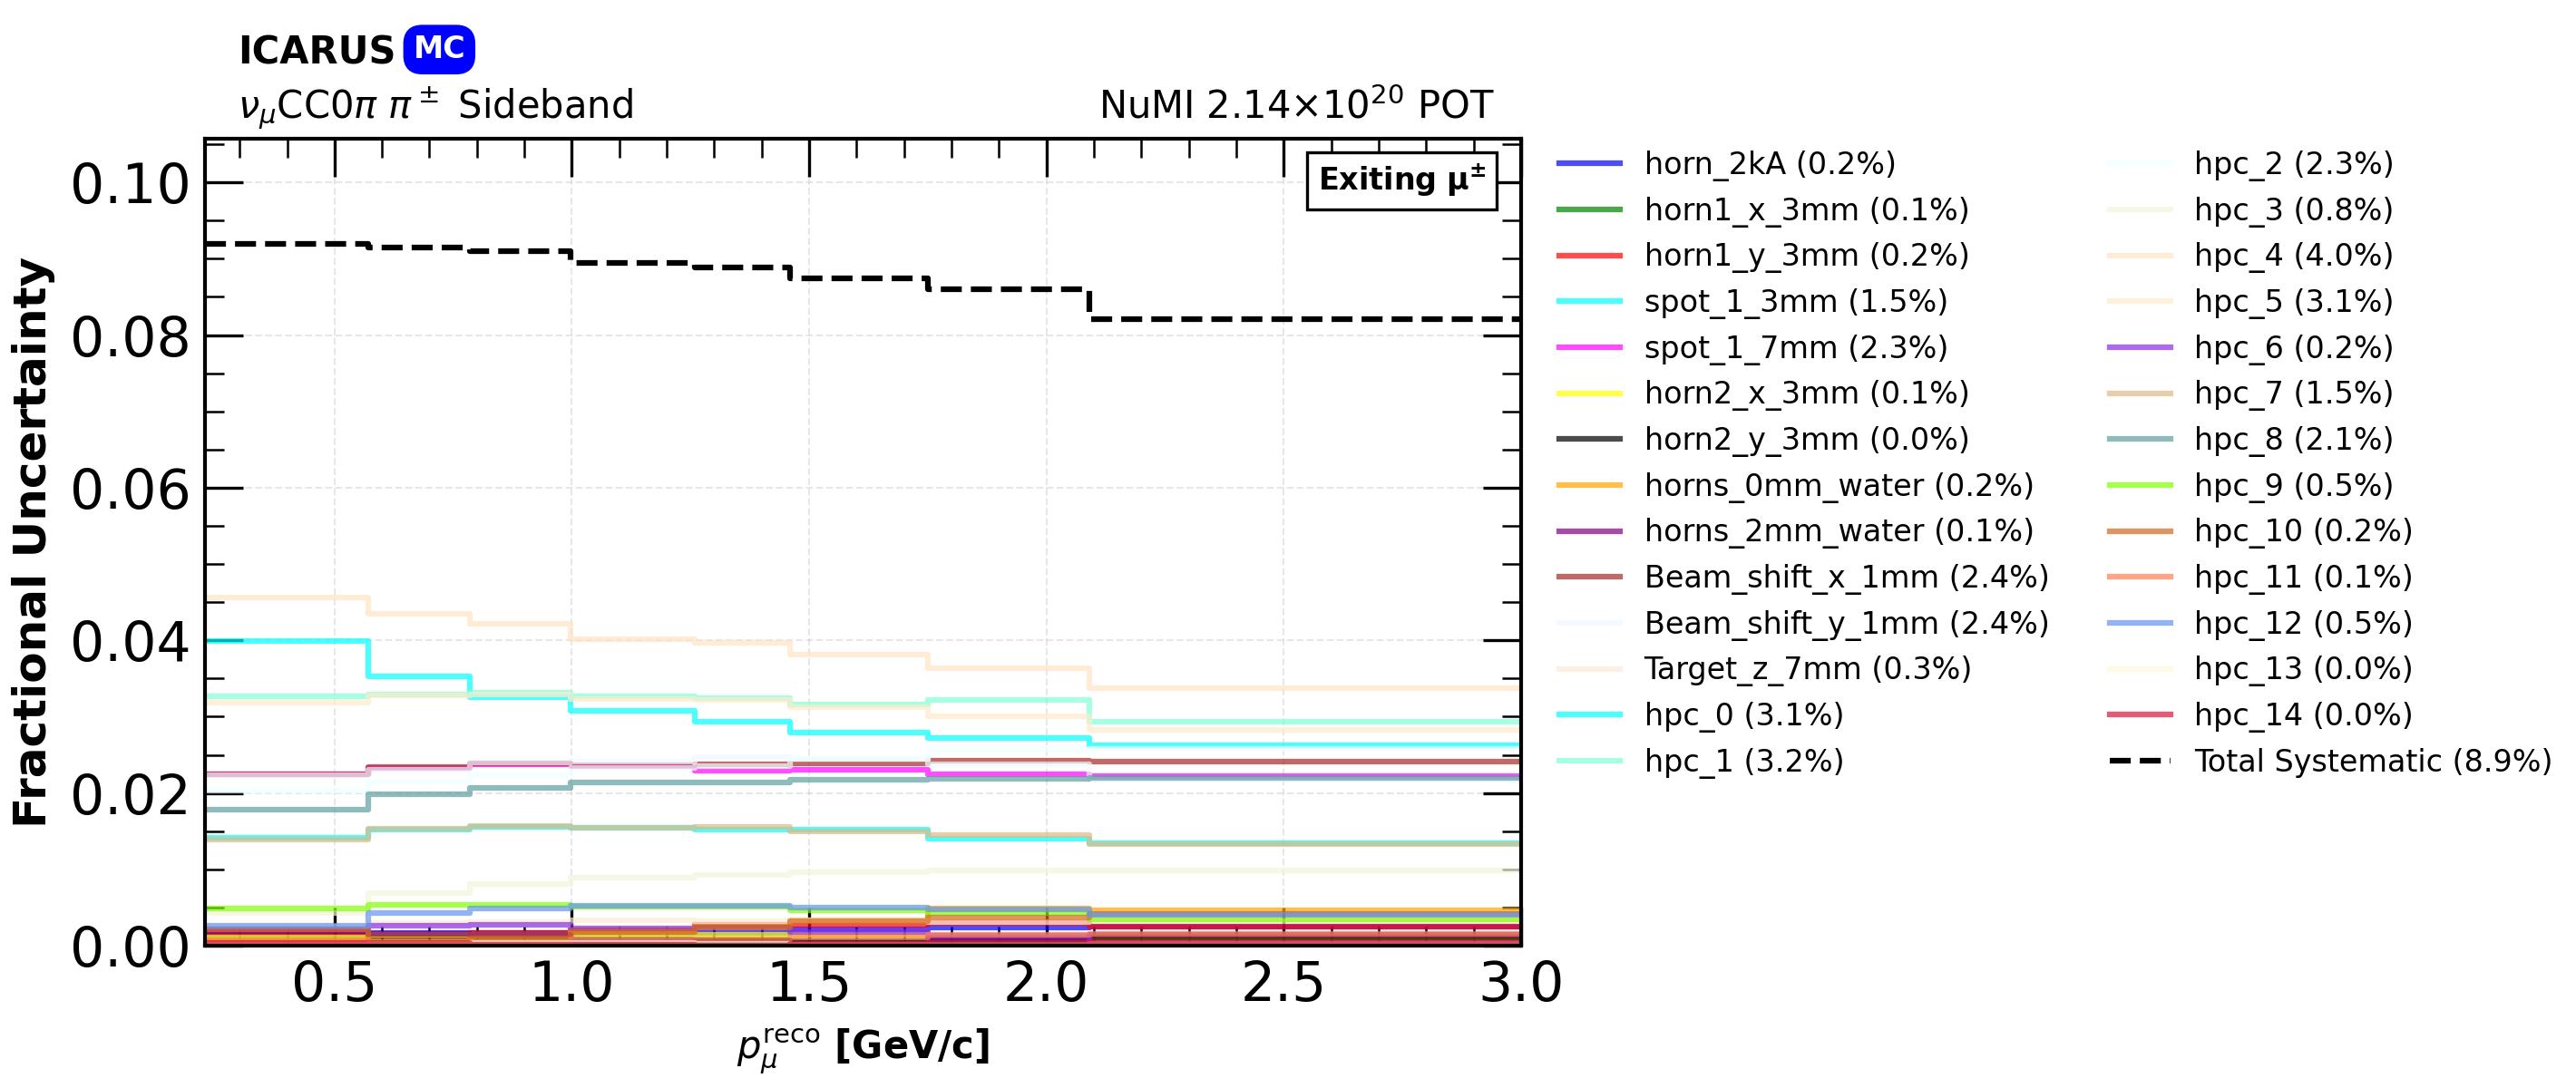 ICARUS MC
νμCC0π π± Sideband
NuMI 2.14×10²⁰ POT
Exiting μ±
Fractional Uncertainty
0.10
0.08
0.06
0.04
0.02
0.00
0.5 1.0 1.5 2.0 2.5 3.0
pμ^reco [GeV/c]
horn_2kA (0.2%)
horn1_x_3mm (0.1%)
horn1_y_3mm (0.2%)
spot_1_3mm (1.5%)
spot_1_7mm (2.3%)
horn2_x_3mm (0.1%)
horn2_y_3mm (0.0%)
horns_0mm_water (0.2%)
horns_2mm_water (0.1%)
Beam_shift_x_1mm (2.4%)
Beam_shift_y_1mm (2.4%)
Target_z_7mm (0.3%)
hpc_0 (3.1%)
hpc_1 (3.2%)
hpc_2 (2.3%)
hpc_3 (0.8%)
hpc_4 (4.0%)
hpc_5 (3.1%)
hpc_6 (0.2%)
hpc_7 (1.5%)
hpc_8 (2.1%)
hpc_9 (0.5%)
hpc_10 (0.2%)
hpc_11 (0.1%)
hpc_12 (0.5%)
hpc_13 (0.0%)
hpc_14 (0.0%)
Total Systematic (8.9%)